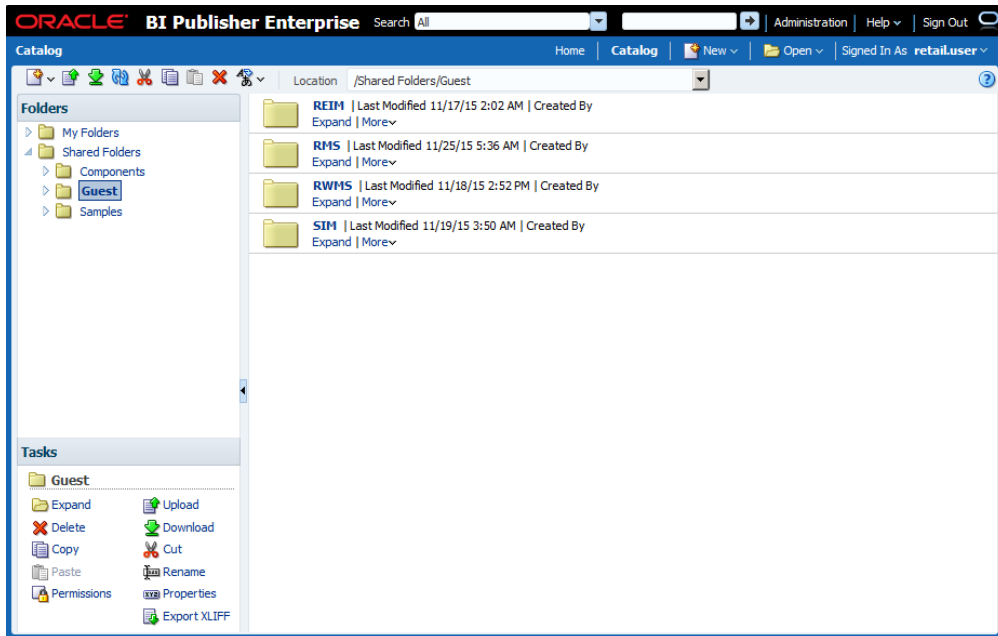 ORACLE BI Publisher Enterprise Search All Administration | Help | Sign Out
Catalog Home | Catalog | New | Open | Signed In As retail.user
Location /Shared Folders/Guest
Folders
My Folders
Shared Folders
Components
Guest
Samples
REIM | Last Modified 11/17/15 2:02 AM | Created By
Expand | More
RMS | Last Modified 11/25/15 5:36 AM | Created By
Expand | More
RWMS | Last Modified 11/18/15 2:52 PM | Created By
Expand | More
SIM | Last Modified 11/19/15 3:50 AM | Created By
Expand | More
Tasks
Guest
Expand Upload
Delete Download
Copy Cut
Paste Rename
Permissions Properties
Export XLIFF